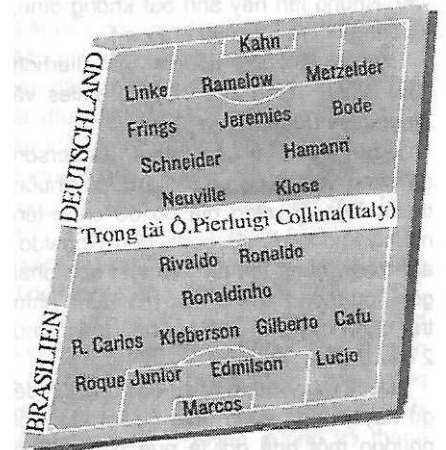 DEUTSCHLAND
Kahn
Linke Ramelow Metzelder
Frings Jeremies Bode
Schneider Hamann
Neuville Klose
Trọng tài Ô.Pierluigi Collina(Italy)
BRASILIEN
Rivaldo Ronaldo
Ronaldinho
R. Carlos Kleberson Gilberto Cafu
Roque Junior Edmilson Lucio
Marcos